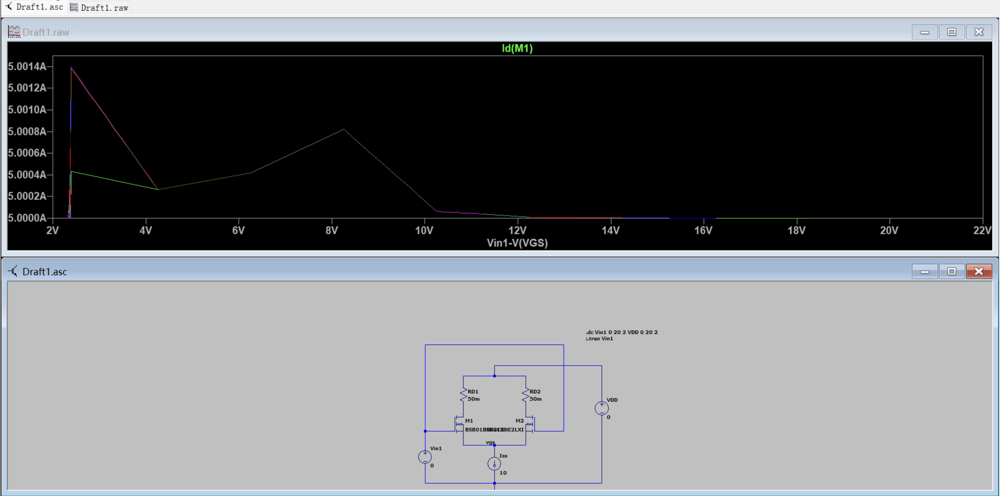 Draft1.asc Draft1.raw
Draft1.raw
Id(M1)
5.0014A
5.0012A
5.0010A
5.0008A
5.0006A
5.0004A
5.0002A
5.0000A
2V 4V 6V 8V 10V 12V 14V 16V 18V 20V 22V
Vin1-V(VGS)
Draft1.asc
.dc Vin1 0 20 2 VDD 0 20 2
;.tran Vin1
RD1
50m
RD2
50m
VDD
0
M1
M2
vgs
Vin1
0
Iss
10